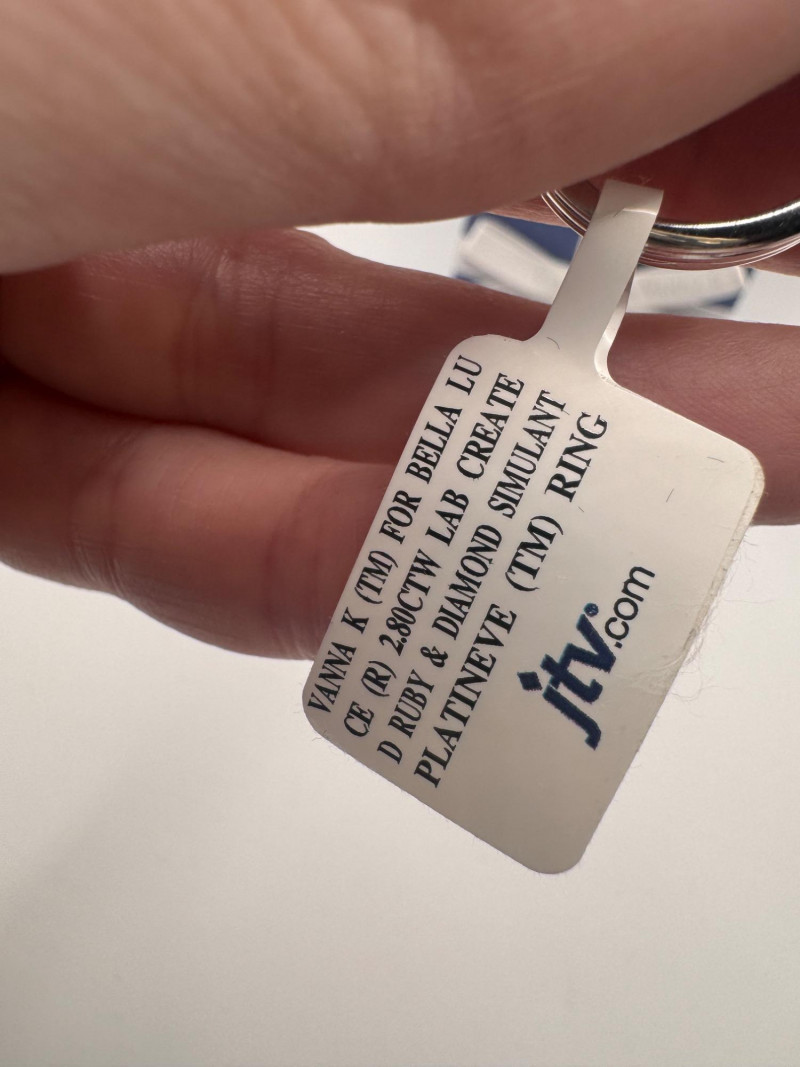 VANNA K (TM) FOR BELLA LU
CE (R) 2.80CTW LAB CREATE
D RUBY & DIAMOND SIMULANT
PLATINEVE (TM) RING
jtv®.com